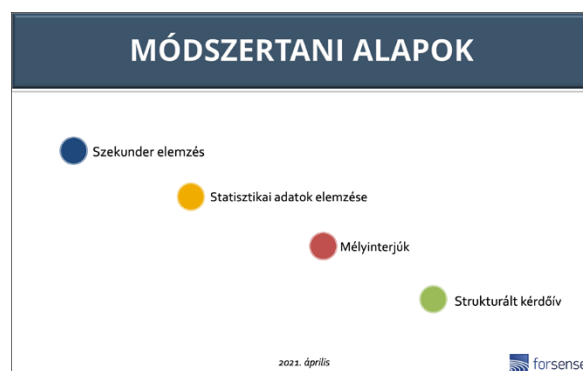 MÓDSZERTANI ALAPOK
Szekunder elemzés
Statisztikai adatok elemzése
Mélyinterjúk
Strukturált kérdőív
2021. április
forsense